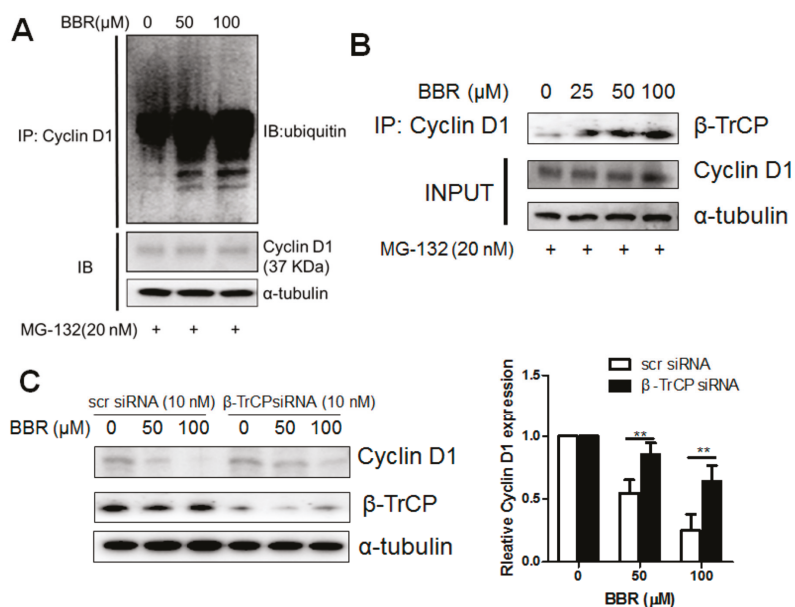 A
BBR(µM) 0 50 100
IP: Cyclin D1
IB:ubiquitin
IB
Cyclin D1
(37 KDa)
α-tubulin
MG-132(20 nM) + + +
B
BBR (µM) 0 25 50 100
IP: Cyclin D1
β-TrCP
INPUT
Cyclin D1
α-tubulin
MG-132(20 nM) + + + +
C
scr siRNA (10 nM) β-TrCPsiRNA (10 nM)
BBR (µM) 0 50 100 0 50 100
Cyclin D1
β-TrCP
α-tubulin
scr siRNA
β-TrCPsiRNA
Rleative Cyclin D1 expression
1.5
1.0
0.5
0.0
** **
0 50 100
BBR (µM)